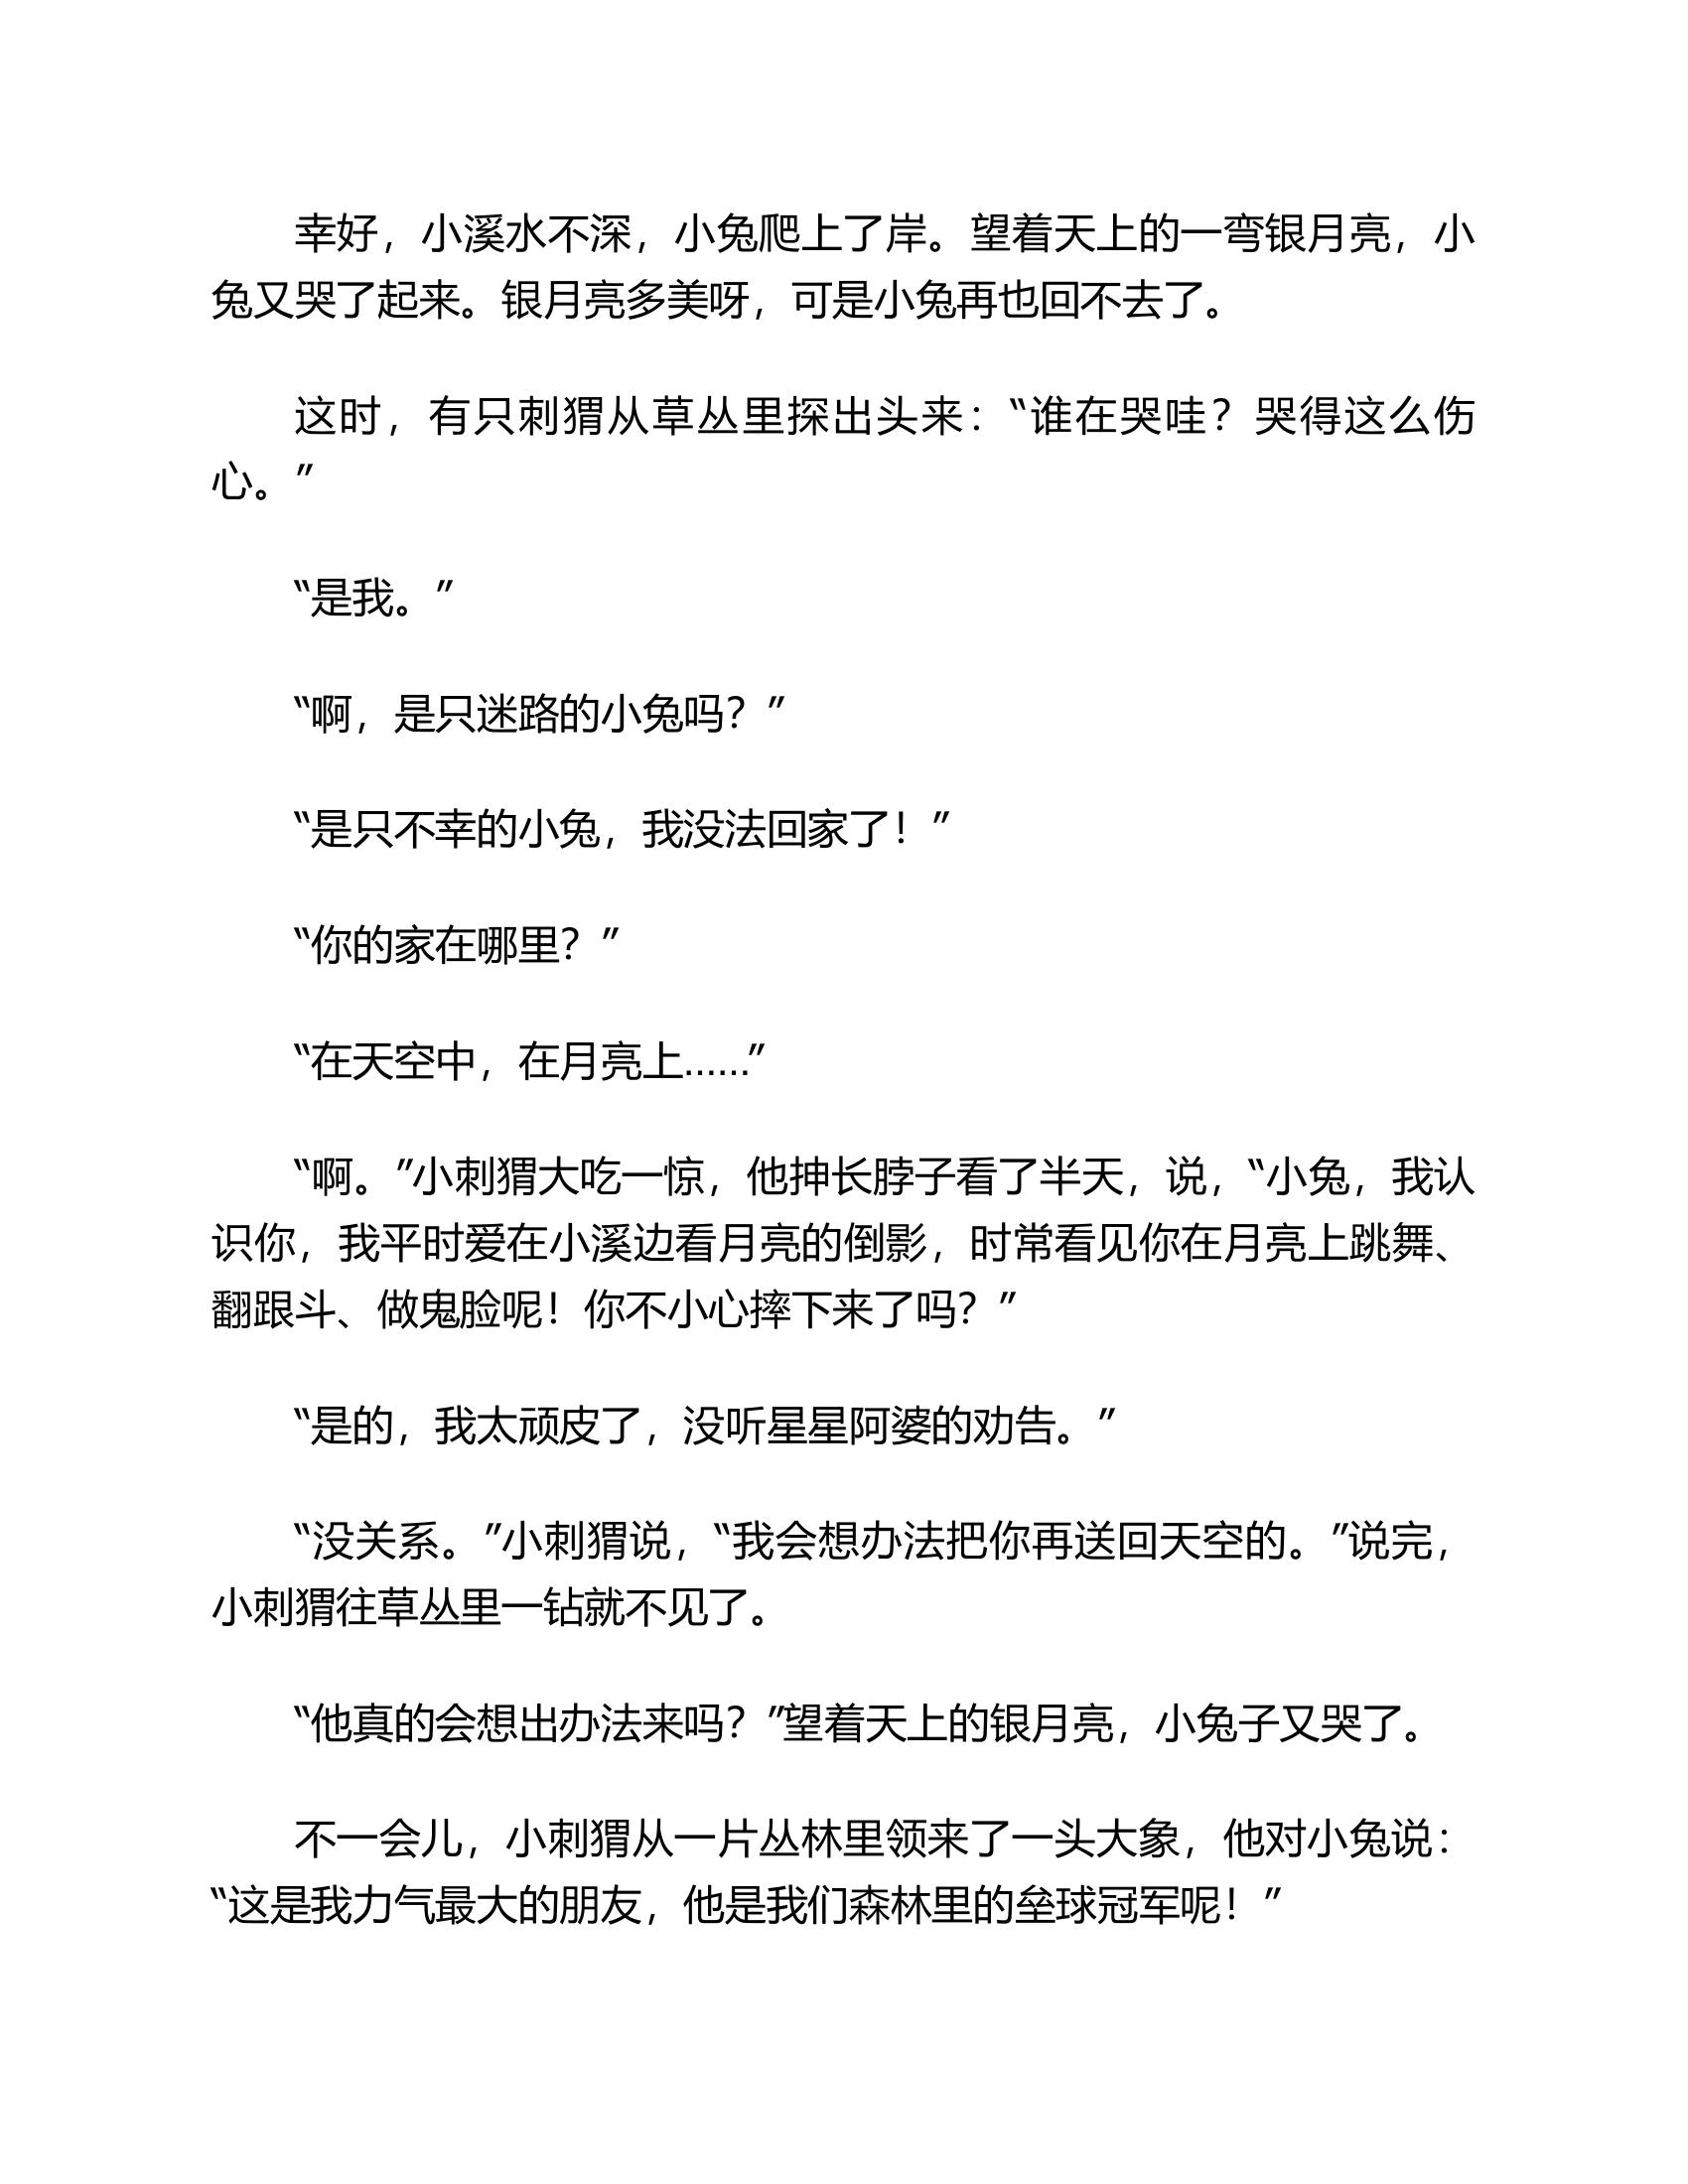 幸好，小溪水不深，小兔爬上了岸。望着天上的一弯银月亮，小
兔又哭了起来。银月亮多美呀，可是小兔再也回不去了。
这时，有只刺猬从草丛里探出头来：“谁在哭哇？哭得这么伤
心。”
“是我。”
“啊，是只迷路的小兔吗？”
“是只不幸的小兔，我没法回家了！”
“你的家在哪里？”
“在天空中，在月亮上……”
“啊。”小刺猬大吃一惊，他抻长脖子看了半天，说，“小兔，我认
识你，我平时爱在小溪边看月亮的倒影，时常看见你在月亮上跳舞、
翻跟斗、做鬼脸呢！你不小心摔下来了吗？”
“是的，我太顽皮了，没听星星阿婆的劝告。”
“没关系。”小刺猬说，“我会想办法把你再送回天空的。”说完，
小刺猬往草丛里一钻就不见了。
“他真的会想出办法来吗？”望着天上的银月亮，小兔子又哭了。
不一会儿，小刺猬从一片丛林里领来了一头大象，他对小兔说：
“这是我力气最大的朋友，他是我们森林里的垒球冠军呢！”